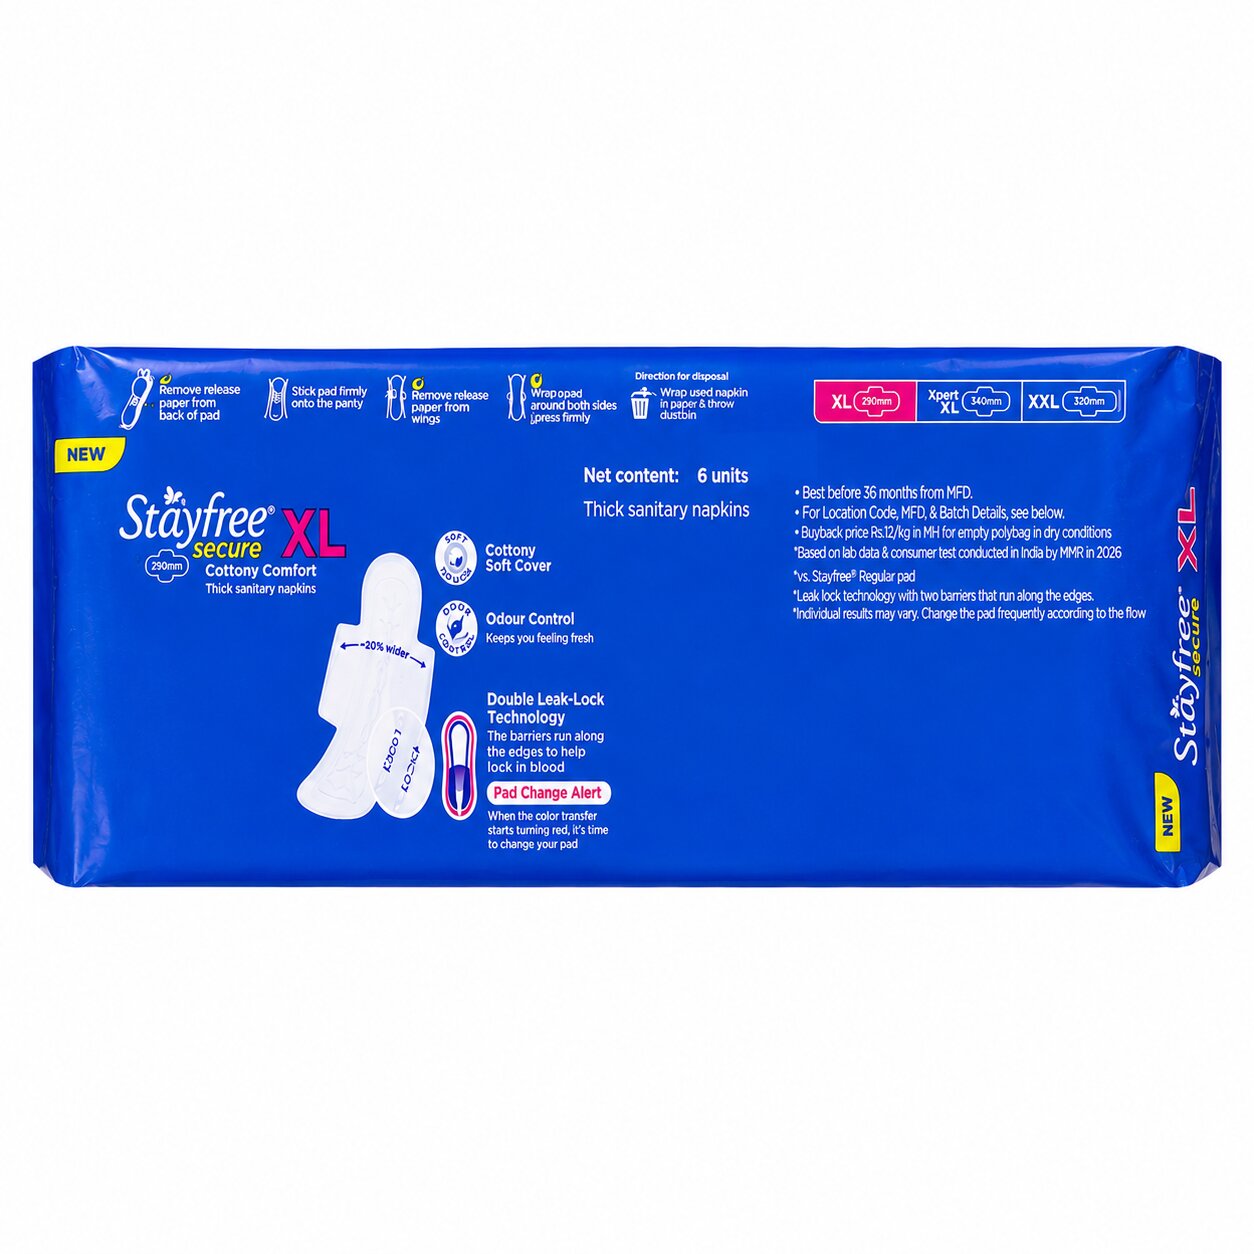 Remove release
paper from
back of pad
Stick pad firmly
onto the panty
Remove release
paper from
wings
Wrapopad
around both sides
press firmly
Direction for disposal
Wrap used napkin
in paper & throw
dustbin
XL 290mm
Xpert
XL 340mm
XXL 320mm
NEW
Stayfree®
secure XL
290mm
Cottony Comfort
Thick sanitary napkins
~20% wider
SOFT
Cottony
Soft Cover
ODOUR
CONTROL
Odour Control
Keeps you feeling fresh
Double Leak-Lock
Technology
The barriers run along
the edges to help
lock in blood
Pad Change Alert
When the color transfer
starts turning red, it's time
to change your pad
Net content: 6 units
Thick sanitary napkins
• Best before 36 months from MFD.
• For Location Code, MFD, & Batch Details, see below.
• Buyback price Rs.12/kg in MH for empty polybag in dry conditions
*Based on lab data & consumer test conducted in India by MMR in 2026
*vs. Stayfree® Regular pad
*Leak lock technology with two barriers that run along the edges.
*Individual results may vary. Change the pad frequently according to the flow
Stayfree®
secure XL
NEW